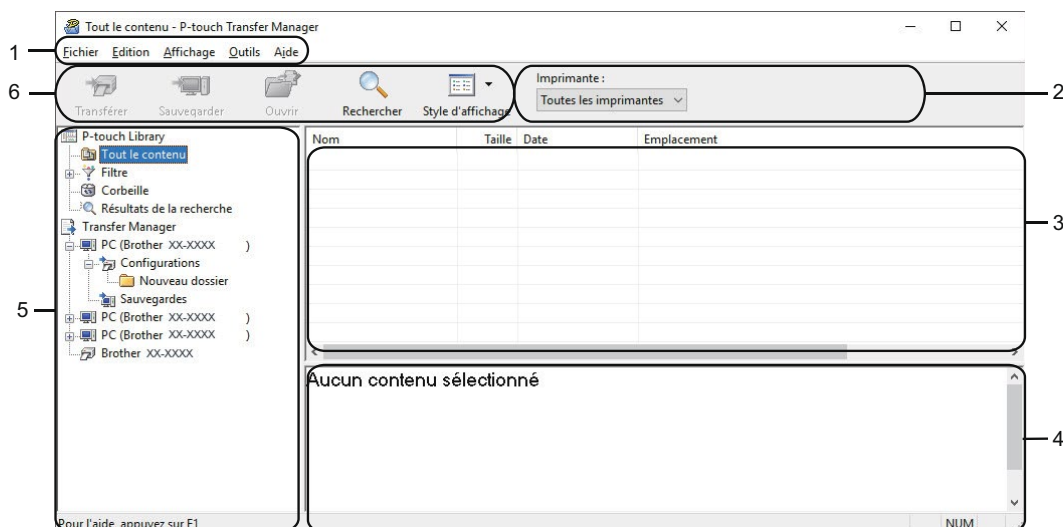 Tout le contenu - P-touch Transfer Manager
1
Fichier Edition Affichage Outils Aide
6
Transférer Sauvegarder Ouvrir Rechercher Style d'affichage
Imprimante :
Toutes les imprimantes
2
P-touch Library
Tout le contenu
Filtre
Corbeille
Résultats de la recherche
Transfer Manager
PC (Brother XX-XXXX )
Configurations
Nouveau dossier
Sauvegardes
PC (Brother XX-XXXX )
PC (Brother XX-XXXX )
Brother XX-XXXX
5
Nom Taille Date Emplacement
3
Aucun contenu sélectionné
4
Pour l'aide, appuyez sur F1
NUM